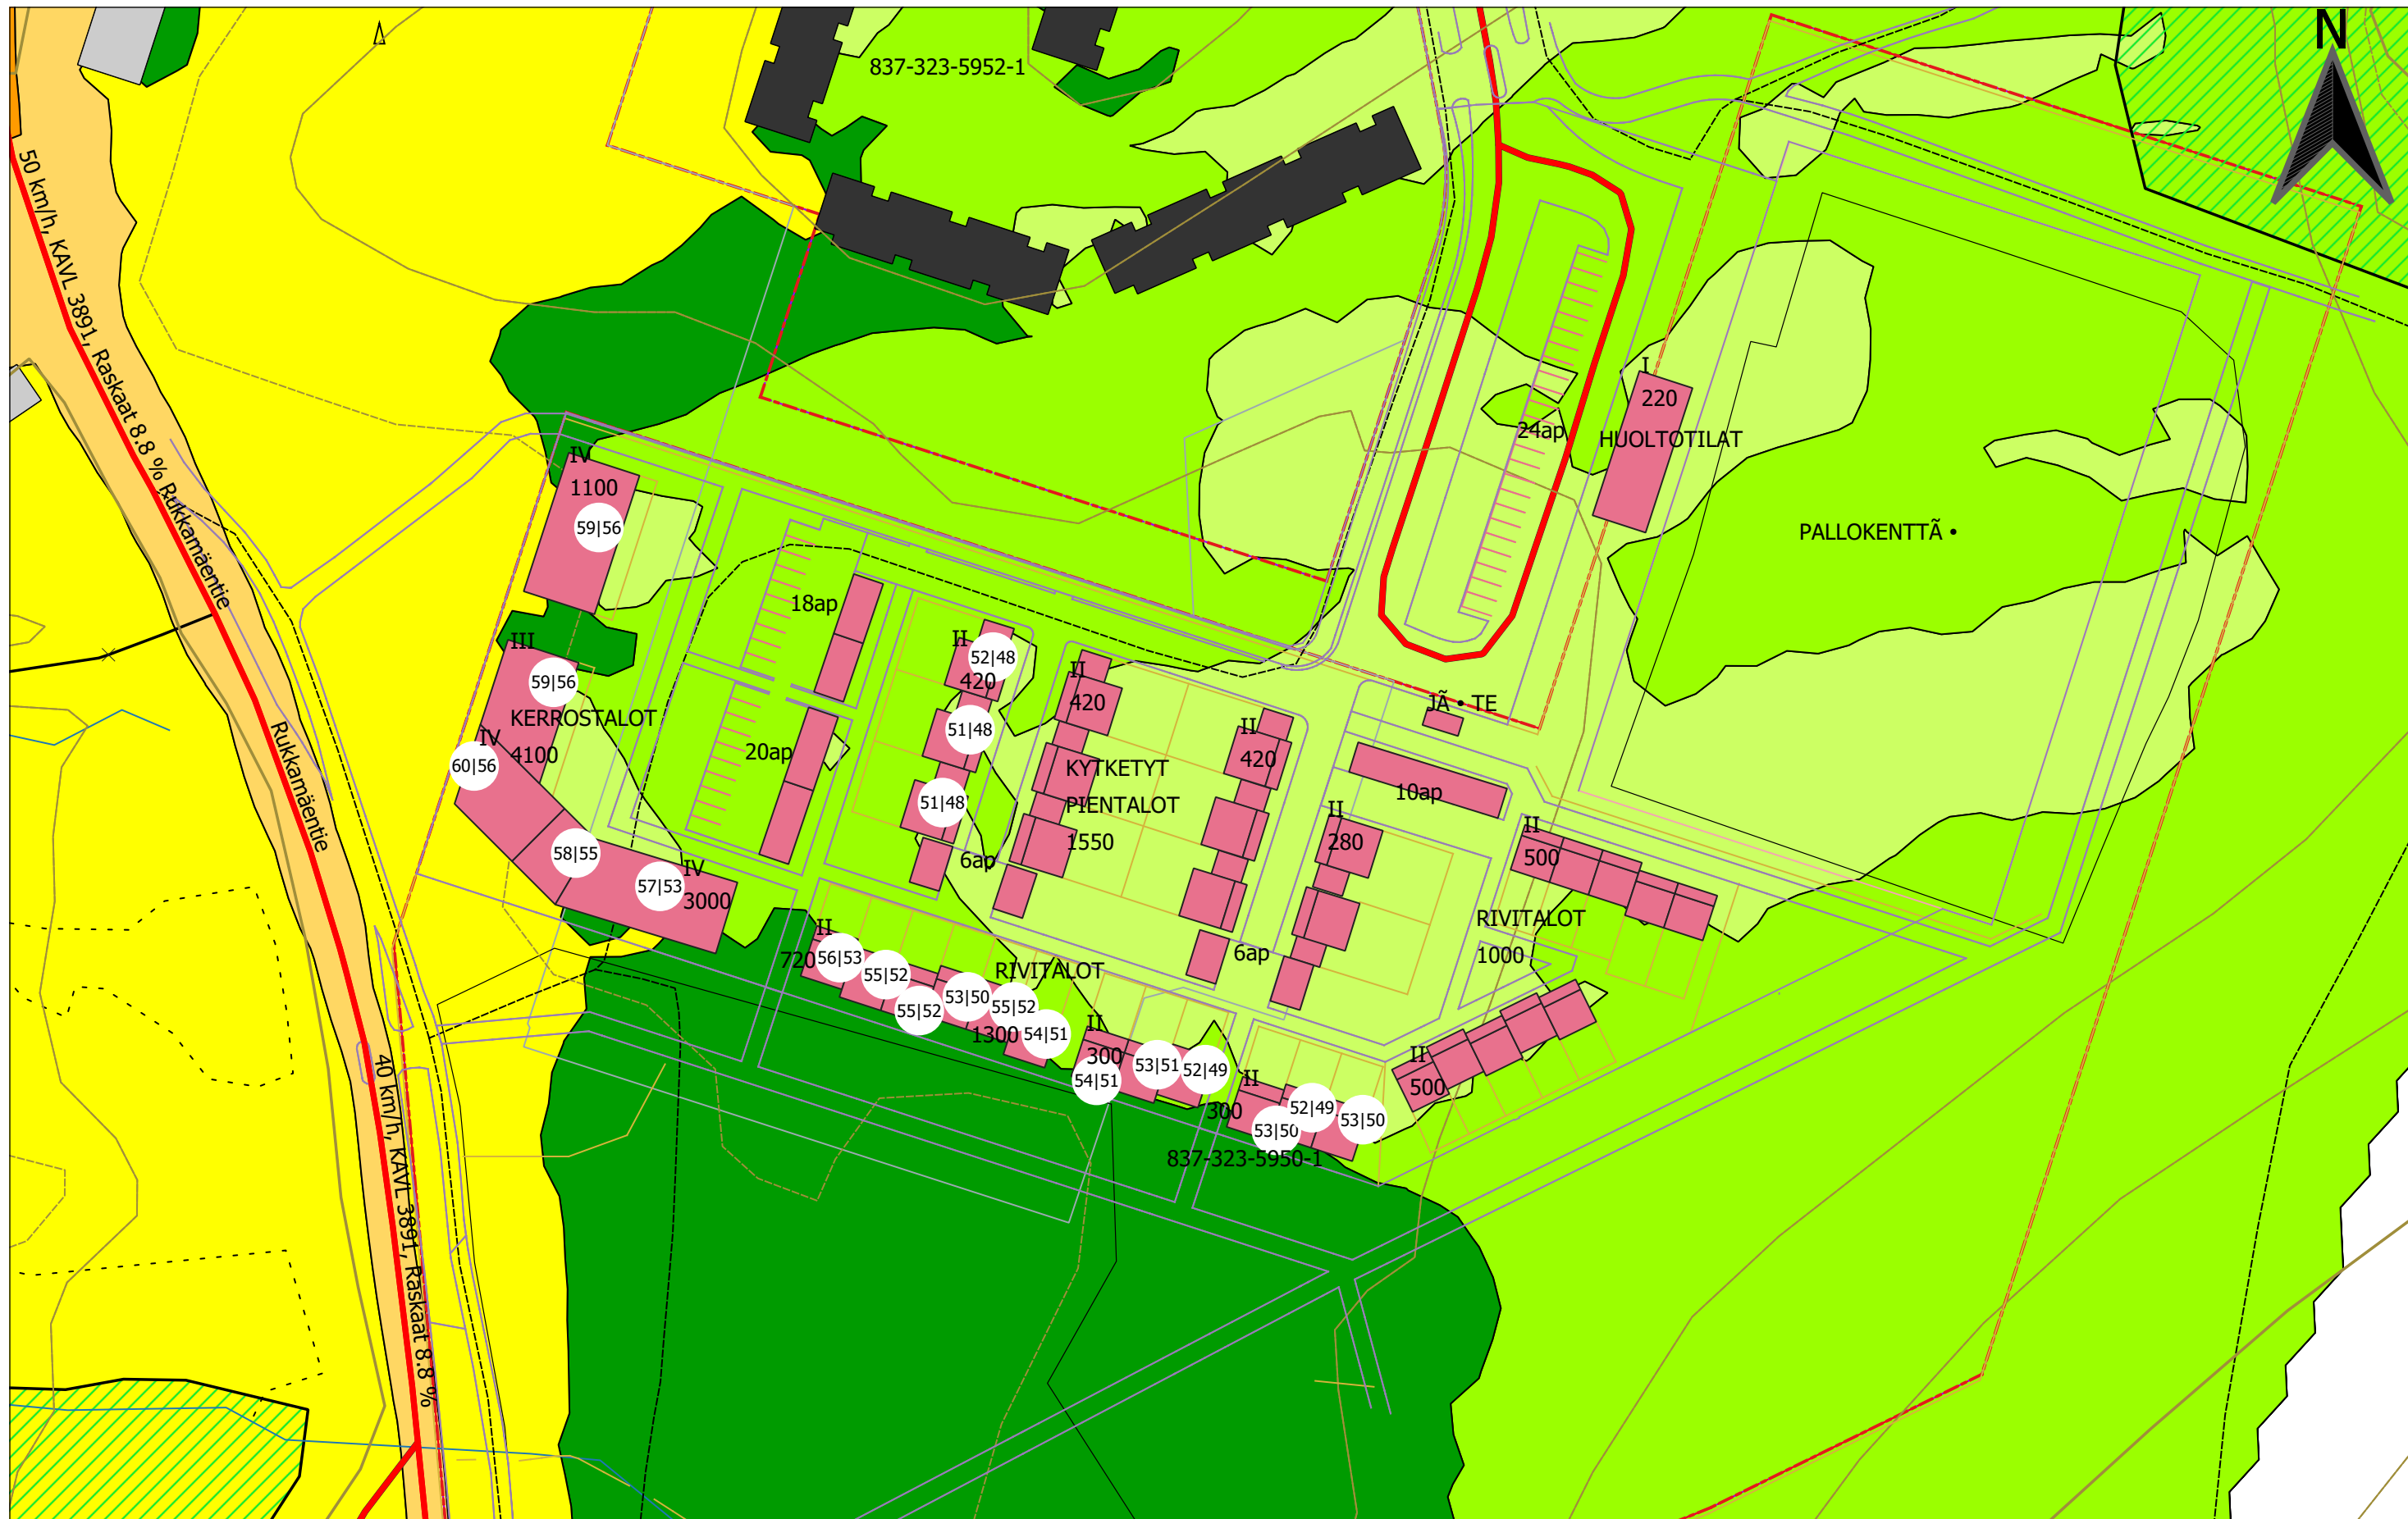 N
837-323-5952-1
50 km/h, KAVL 3891, Raskaat 8.8 % Rukkamäentie
I
220
24ap
HUOLTOTILAT
PALLOKENTTÃ •
IV
1100
59|56
18ap
III
59|56
KERROSTALOT
IV
4100
60|56
20ap
II
52|48
420
51|48
51|48
6ap
II
420
KYTKETYT
PIENTALOT
1550
II
420
JÃ • TE
10ap
II
280
II
500
RIVITALOT
1000
6ap
58|55
57|53
IV
3000
Rukkamäentie
II
720
56|53
55|52
55|52
53|50
RIVITALOT
55|52
1300
54|51
II
300
54|51
53|51
52|49
II
300
53|50
52|49
53|50
II
500
837-323-5950-1
40 km/h, KAVL 3891, Raskaat 8.8 %